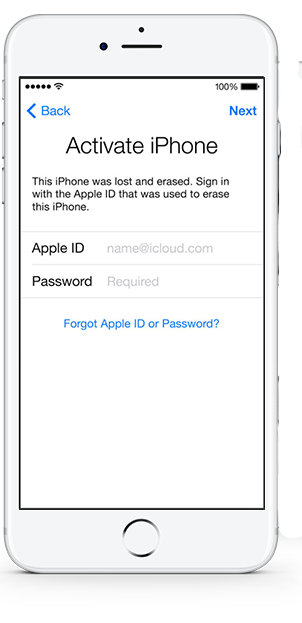 100%
Back Next
Activate iPhone
This iPhone was lost and erased. Sign in
with the Apple ID that was used to erase
this iPhone.
Apple ID name@icloud.com
Password Required
Forgot Apple ID or Password?